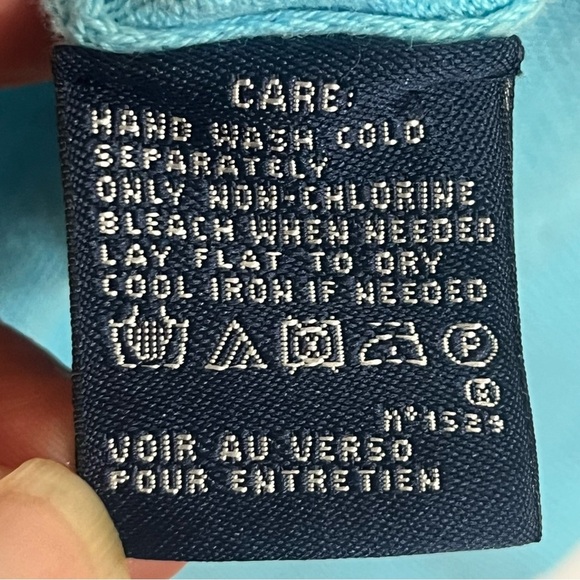 CARE:
HAND WASH COLD
SEPARATELY
ONLY NON-CHLORINE
BLEACH WHEN NEEDED
LAY FLAT TO DRY
COOL IRON IF NEEDED
P
M
VOIR AU VERSO
POUR ENTRETIEN